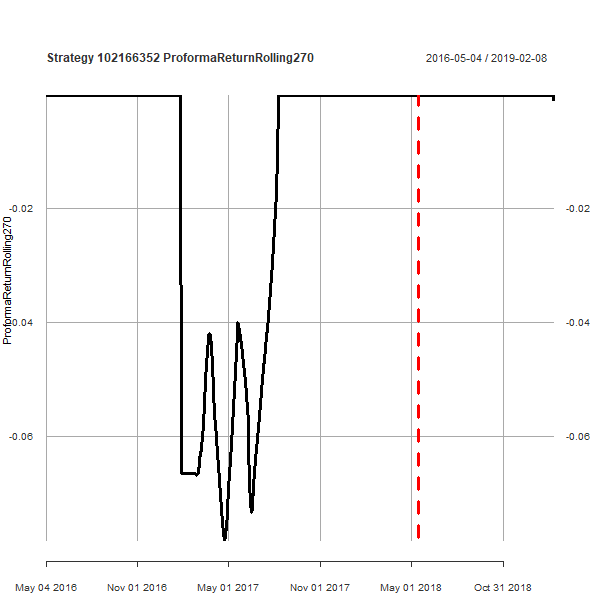 Strategy 102166352 ProformaReturnRolling270
2016-05-04 / 2019-02-08
ProformaReturnRolling270
-0.02
-0.02
-0.04
-0.04
-0.06
-0.06
May 04 2016
Nov 01 2016
May 01 2017
Nov 01 2017
May 01 2018
Oct 31 2018